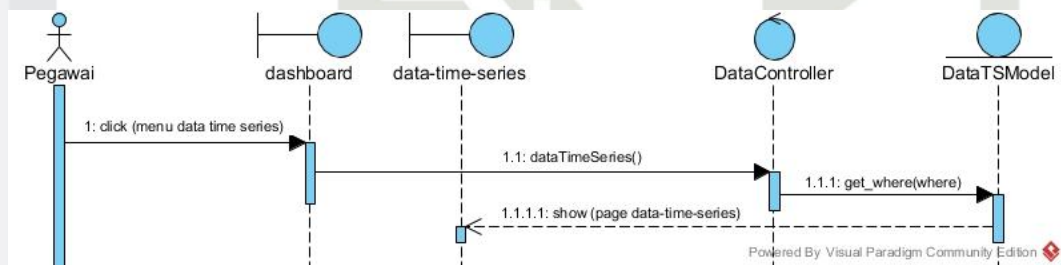 Pegawai
dashboard
data-time-series
DataController
DataTSModel
1: click (menu data time series)
1.1: dataTimeSeries()
1.1.1: get_where(where)
1.1.1.1: show (page data-time-series)
Powered By Visual Paradigm Community Edition